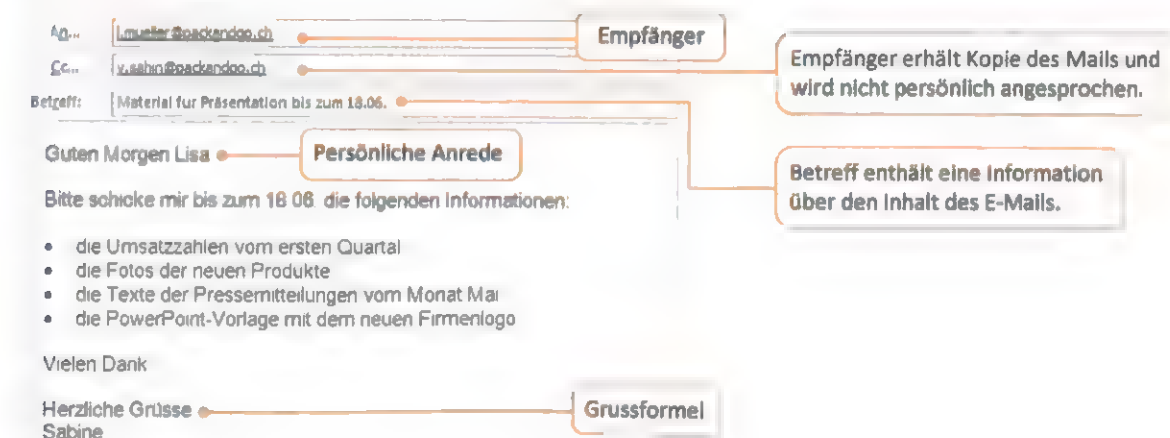 An... l.mueller@packandgo.ch
Empfänger
Cc... v.sahin@packandgo.ch
Empfänger erhält Kopie des Mails und
wird nicht persönlich angesprochen.
Betreff: Material für Präsentation bis zum 18.06.
Guten Morgen Lisa
Persönliche Anrede
Betreff enthält eine Information
über den Inhalt des E-Mails.
Bitte schicke mir bis zum 18.06. die folgenden Informationen:
• die Umsatzzahlen vom ersten Quartal
• die Fotos der neuen Produkte
• die Texte der Pressemitteilungen vom Monat Mai
• die PowerPoint-Vorlage mit dem neuen Firmenlogo
Vielen Dank
Herzliche Grüsse
Grussformel
Sabine